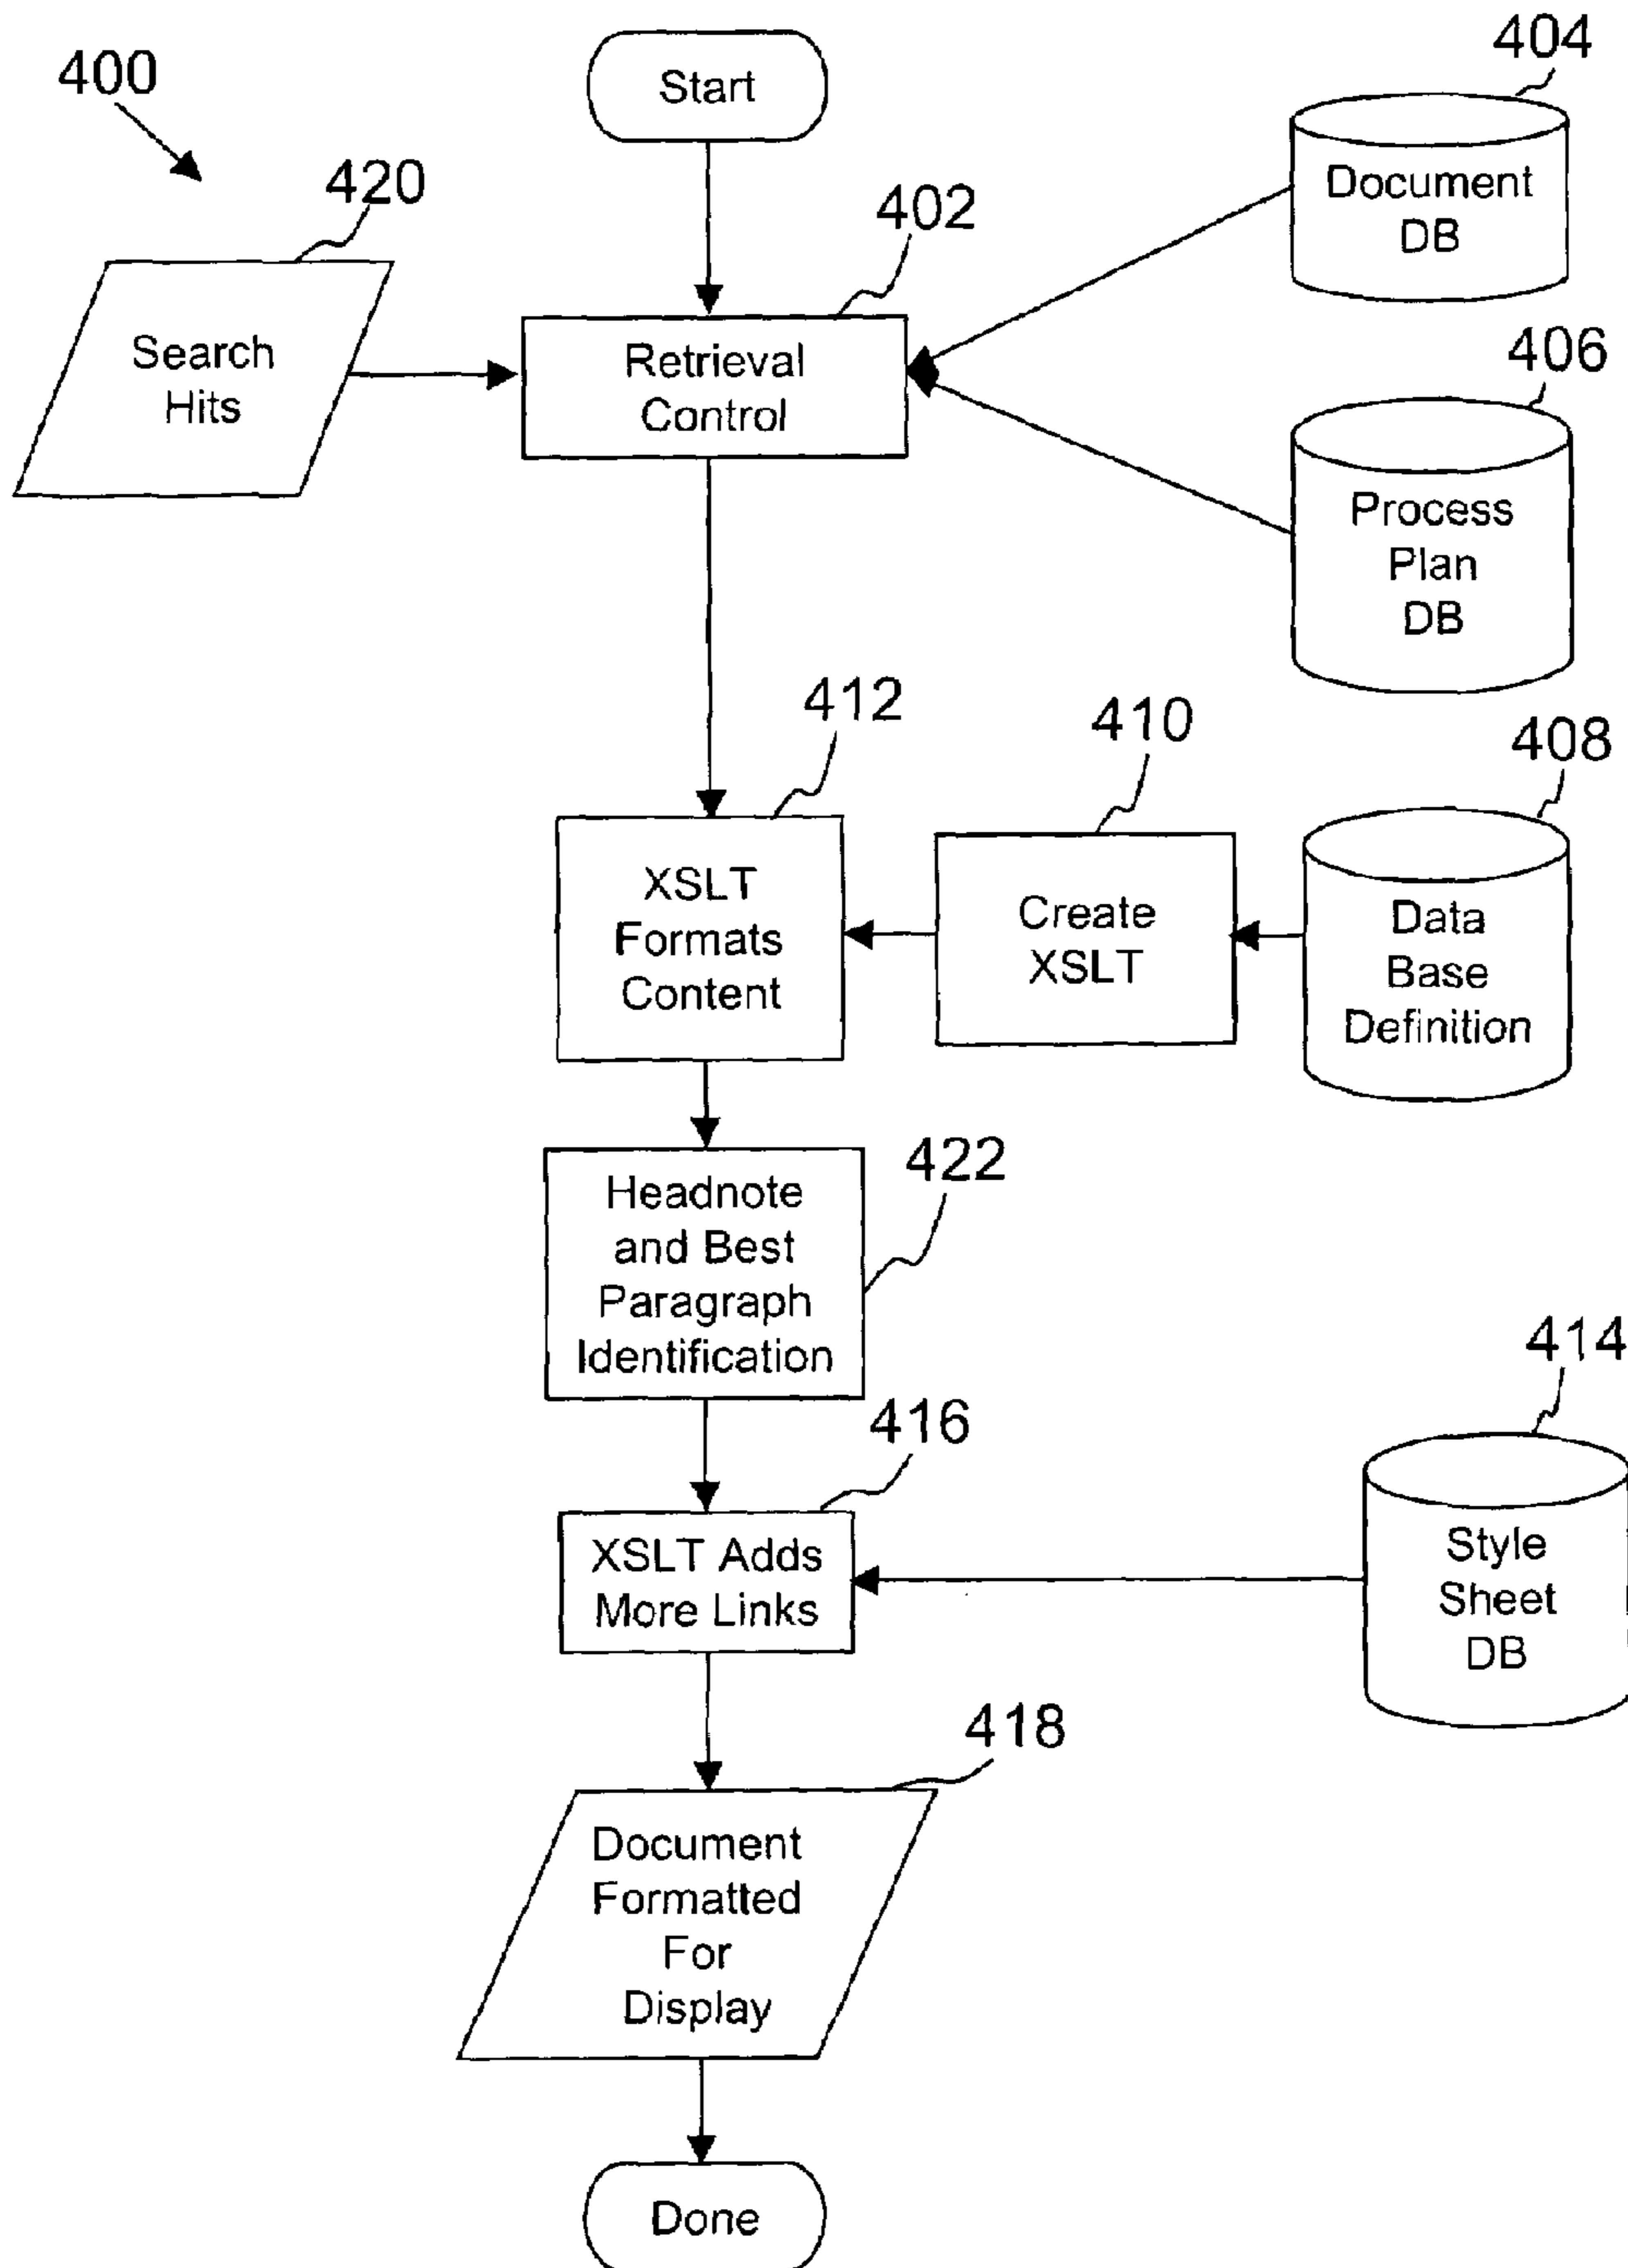 400
Start
404
Document
DB
420
402
Search
Hits
Retrieval
Control
406
Process
Plan
DB
412
410
408
XSLT
Formats
Content
Create
XSLT
Data
Base
Definition
422
Headnote
and Best
Paragraph
Identification
416
414
XSLT Adds
More Links
Style
Sheet
DB
418
Document
Formatted
For
Display
Done